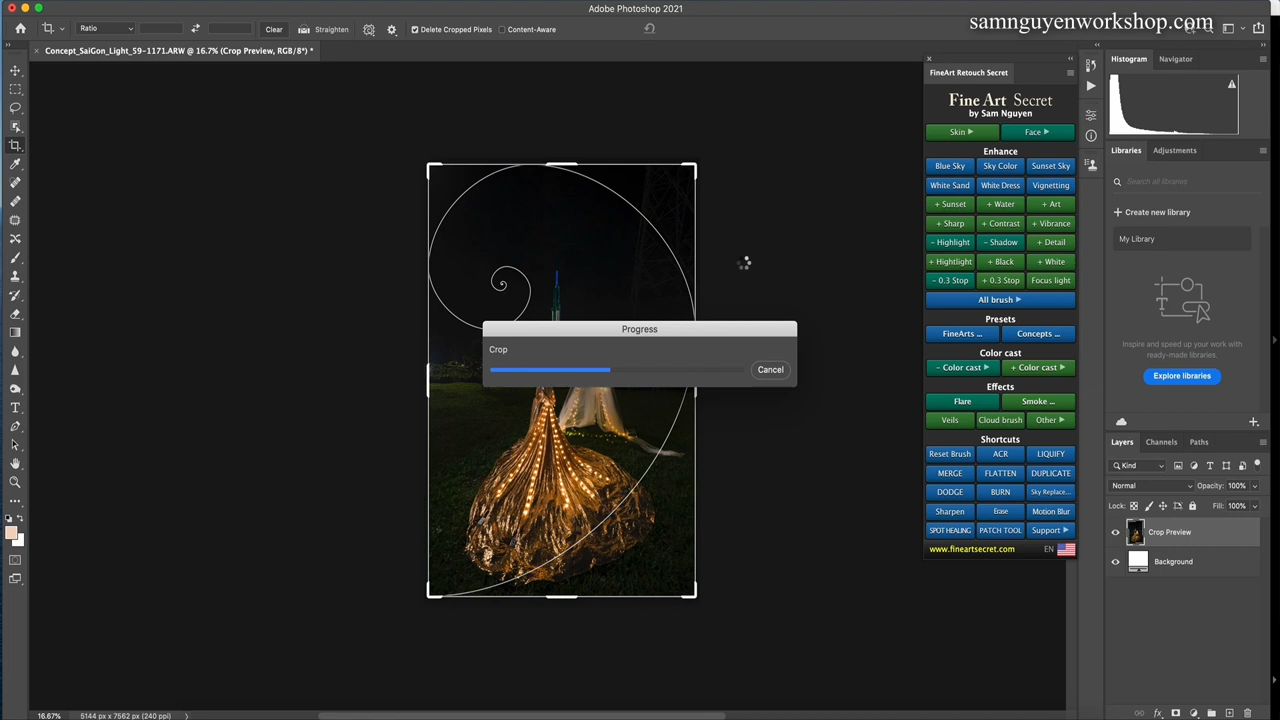 Adobe Photoshop 2021
samnguyenworkshop.com
Ratio
Clear
Straighten
Delete Cropped Pixels
Content-Aware
Concept_SaiGon_Light_59-1171.ARW @ 16.7% (Crop Preview, RGB/8*) *
FineArt Retouch Secret
Fine Art Secret
by Sam Nguyen
Skin
Face
Enhance
Blue Sky
Sky Color
Sunset Sky
White Sand
White Dress
Vignetting
+ Sunset
+ Water
+ Art
+ Sharp
+ Contrast
+ Vibrance
- Highlight
- Shadow
+ Detail
+ Hightlight
+ Black
+ White
- 0.3 Stop
+ 0.3 Stop
Focus light
All brush
Presets
FineArts ...
Concepts ...
Color cast
- Color cast
+ Color cast
Effects
Flare
Smoke ...
Veils
Cloud brush
Other
Shortcuts
Reset Brush
ACR
LIQUIFY
MERGE
FLATTEN
DUPLICATE
DODGE
BURN
Sky Replace...
Sharpen
Erase
Motion Blur
SPOT HEALING
PATCH TOOL
Support
www.fineartsecret.com
EN
Progress
Crop
Cancel
Histogram
Navigator
Libraries
Adjustments
Search all libraries
Create new library
My Library
Inspire and speed up your work with
ready-made libraries.
Explore libraries
Layers
Channels
Paths
Kind
Normal
Opacity: 100%
Lock:
Fill: 100%
Crop Preview
Background
fx
16.67%
5144 px x 7562 px (240 ppi)